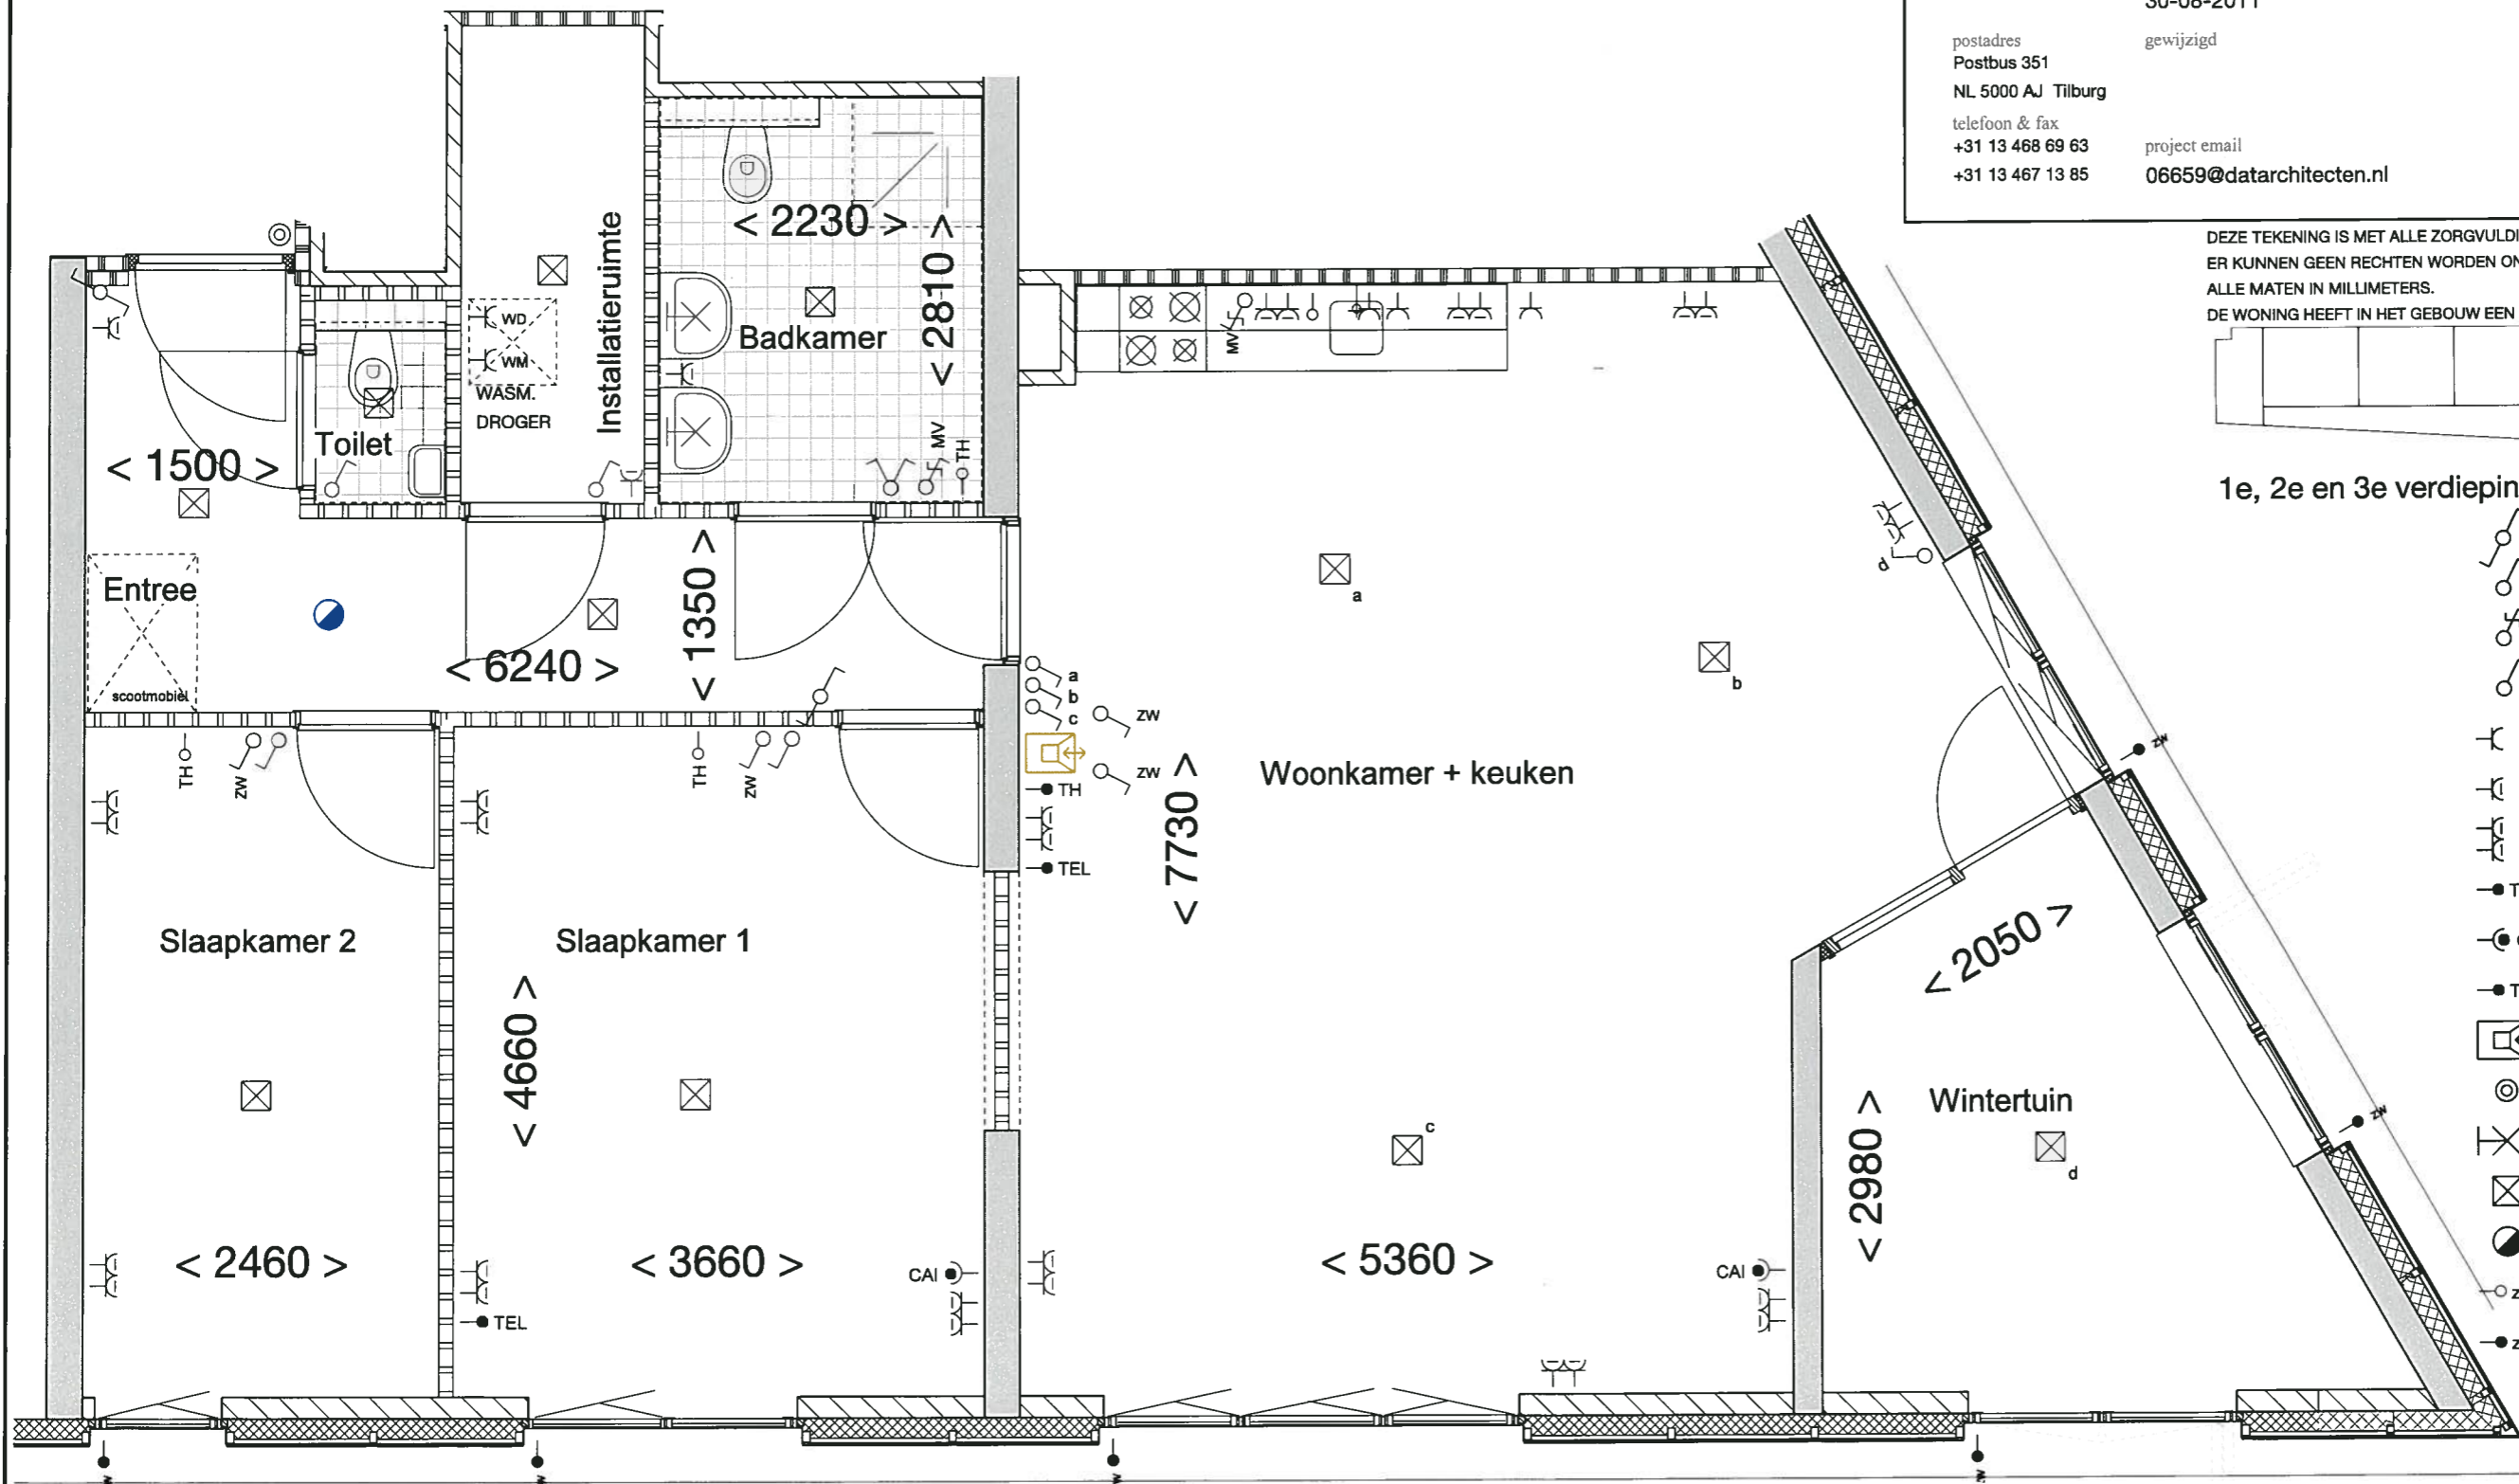 30-08-2011
postadres
gewijzigd
Postbus 351
NL 5000 AJ Tilburg
telefoon & fax
+31 13 468 69 63
project email
+31 13 467 13 85
06659@datarchitecten.nl
DEZE TEKENING IS MET ALLE
ER KUNNEN GEEN RECHTEN WORDEN
ALLE MATEN IN MILLIMETERS.
DE WONING HEEFT IN HET GEBOUW EEN
1e, 2e en 3e
< 2230 >
< 2810 >
Badkamer
Installatieruimte
WD
WM
WASM.
DROGER
MV
TH
MV
Toilet
< 1500 >
Entree
scootmobiel
< 6240 >
< 1350 >
a
b
c
ZW
ZW
TH
TEL
a
b
d
ZW
TH
ZW
TH
ZW
Woonkamer + keuken
< 7730 >
Slaapkamer 2
Slaapkamer 1
< 4660 >
< 2050 >
Wintertuin
d
ZW
c
< 2980 >
< 2460 >
< 3660 >
< 5360 >
CAI
CAI
TEL